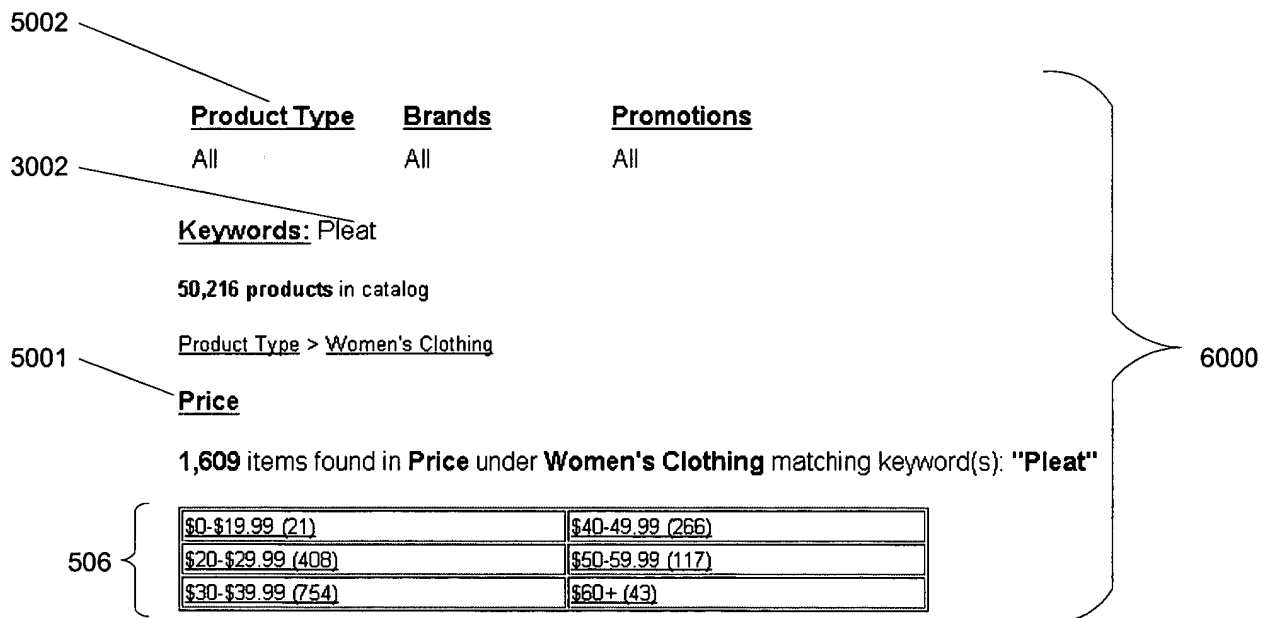 5002
Product Type Brands Promotions
All All All
3002
Keywords: Pleat
50,216 products in catalog
Product Type > Women's Clothing
5001
6000
Price
1,609 items found in Price under Women's Clothing matching keyword(s): "Pleat"
$0-$19.99 (21) $40-49.99 (266)
506 $20-$29.99 (408) $50-59.99 (117)
$30-$39.99 (754) $60+ (43)